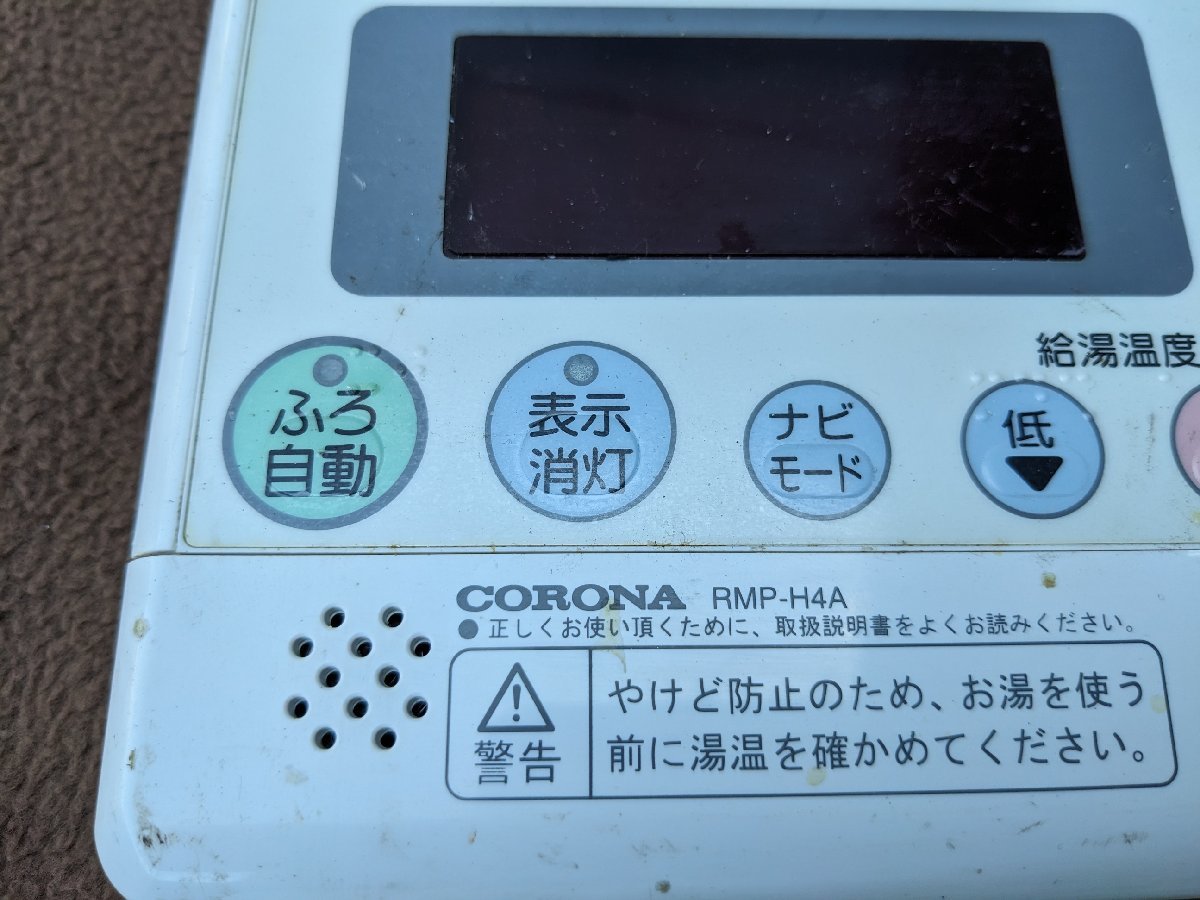 給湯温度
ふろ
自動
表示
消灯
ナビ
モード
低
▼
CORONA RMP-H4A
●正しくお使い頂くために、取扱説明書をよくお読みください。
警告
やけど防止のため、お湯を使う
前に湯温を確かめてください。